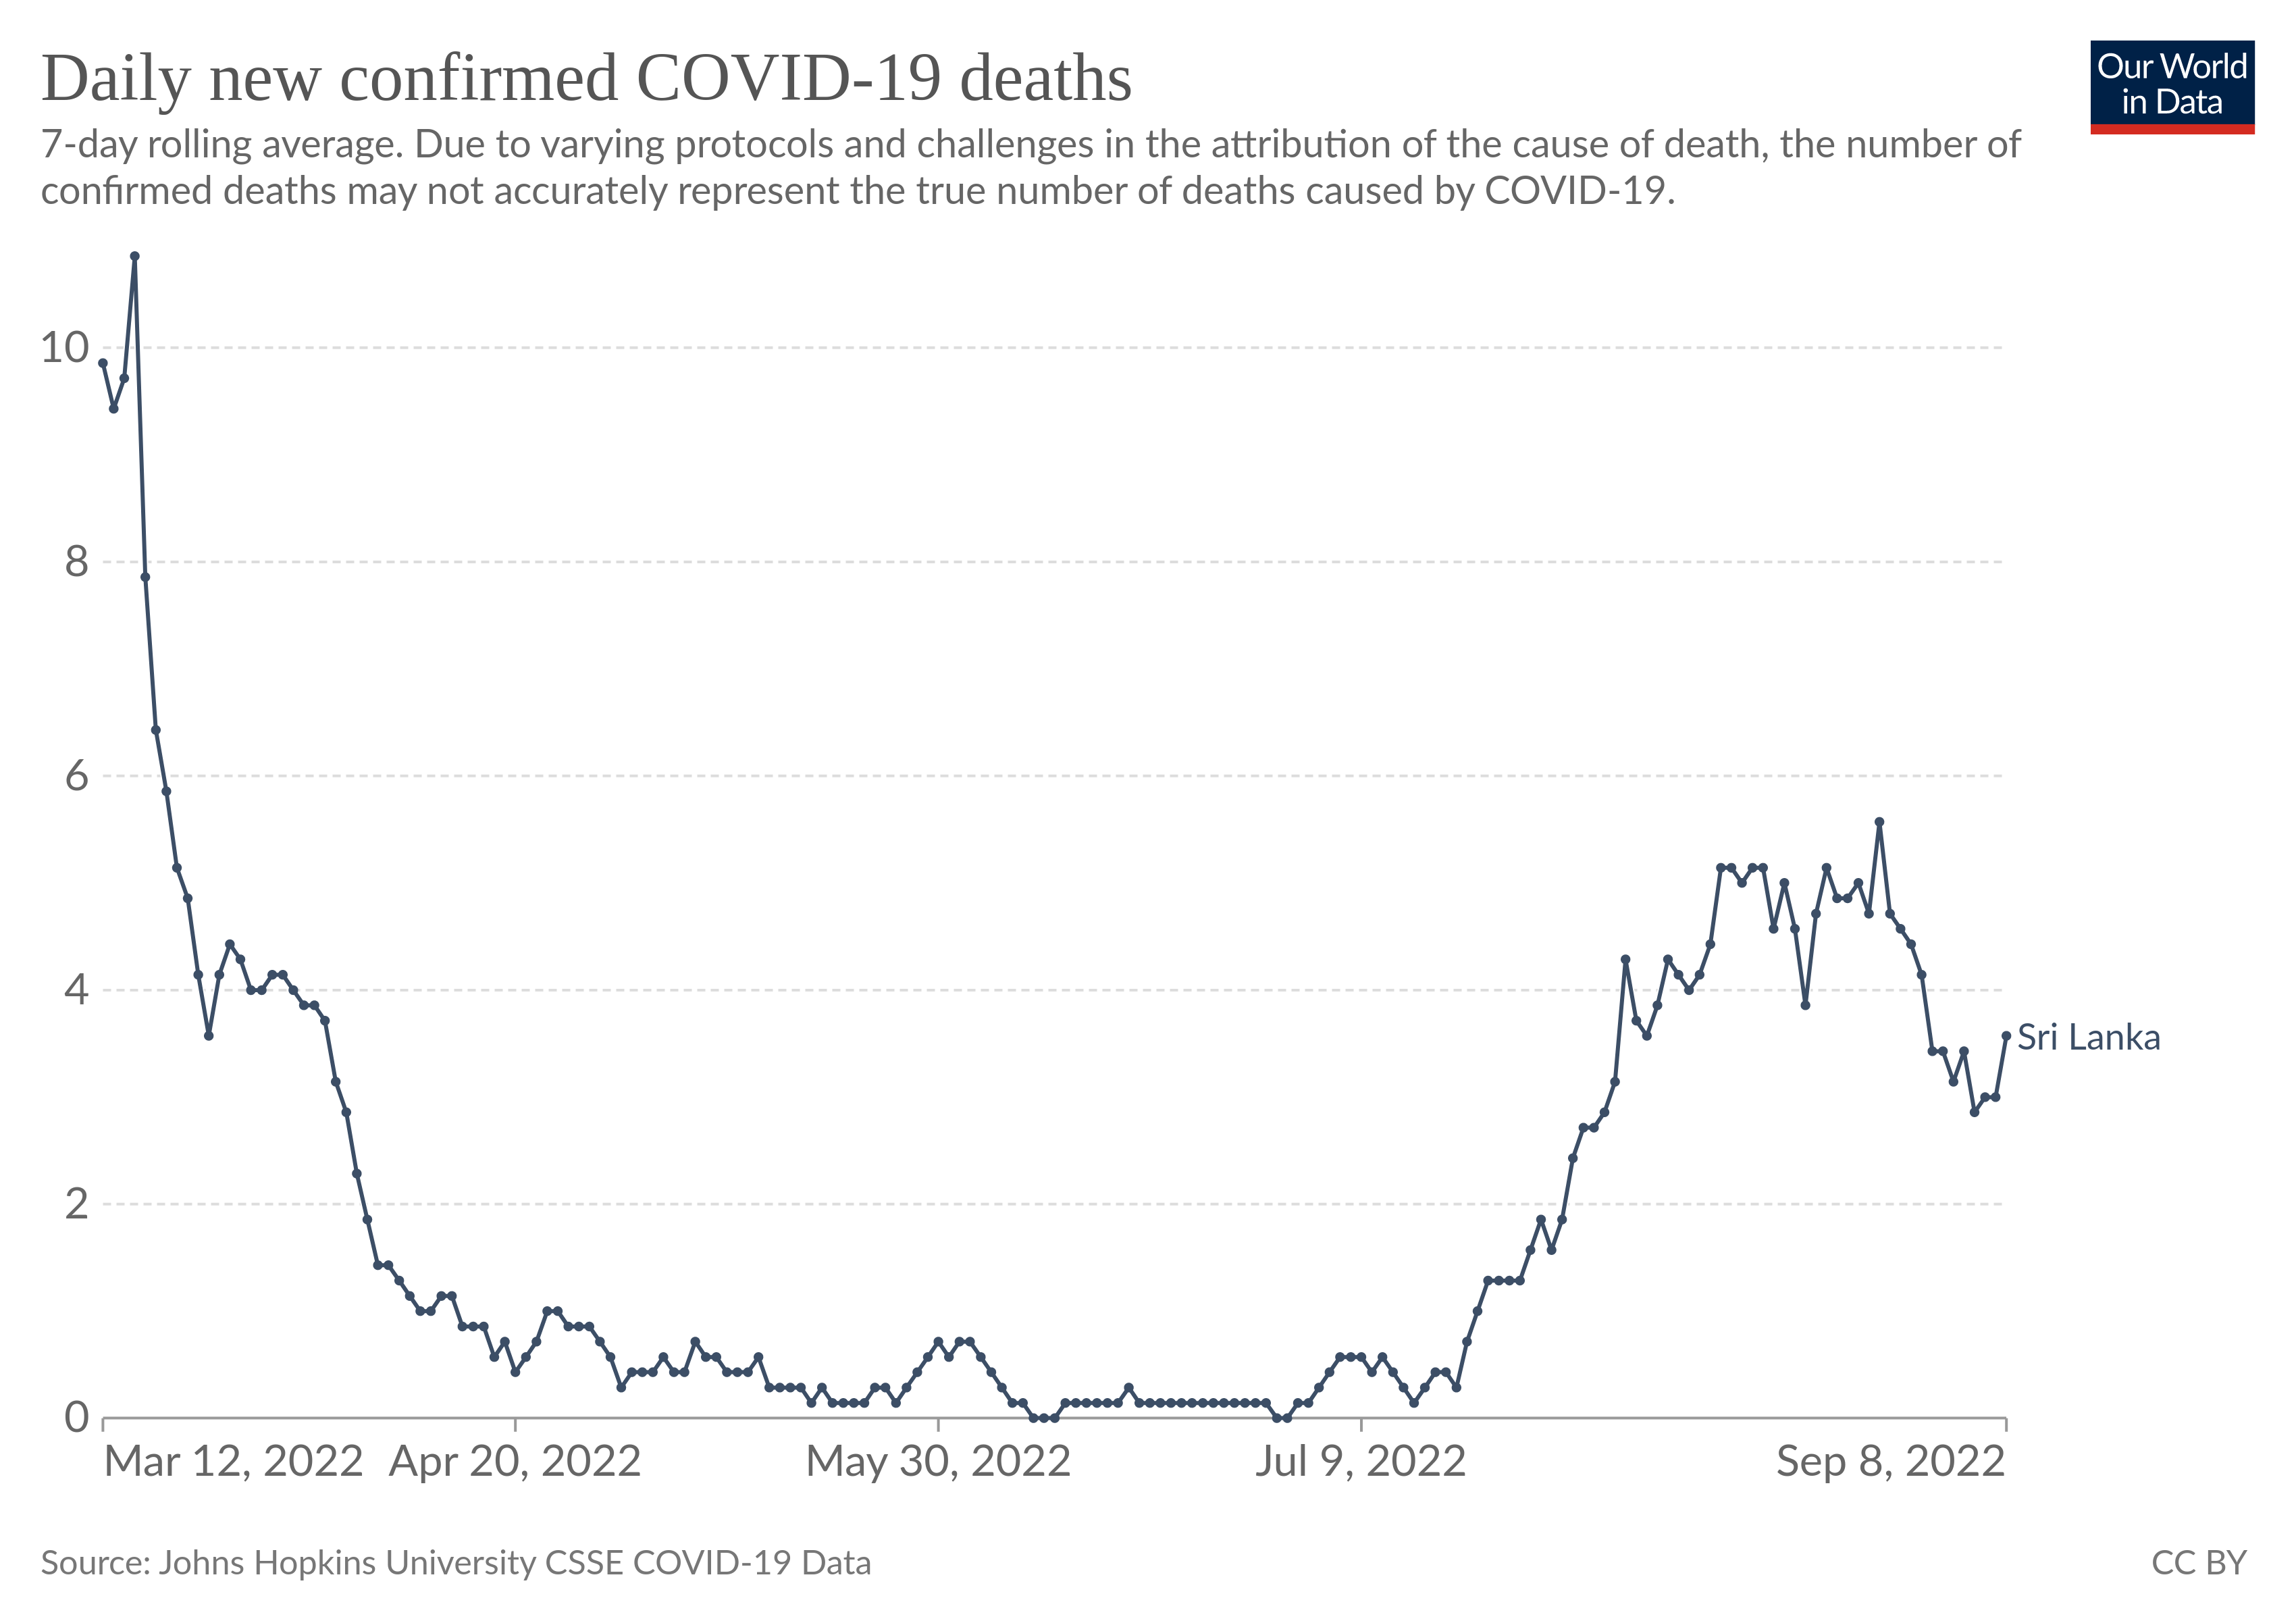 Daily new confirmed COVID-19 deaths
Our World
in Data
7-day rolling average. Due to varying protocols and challenges in the attribution of the cause of death, the number of
confirmed deaths may not accurately represent the true number of deaths caused by COVID-19.
10
8
6
4
2
0
Sri Lanka
Mar 12, 2022 Apr 20, 2022 May 30, 2022 Jul 9, 2022 Sep 8, 2022
Source: Johns Hopkins University CSSE COVID-19 Data
CC BY